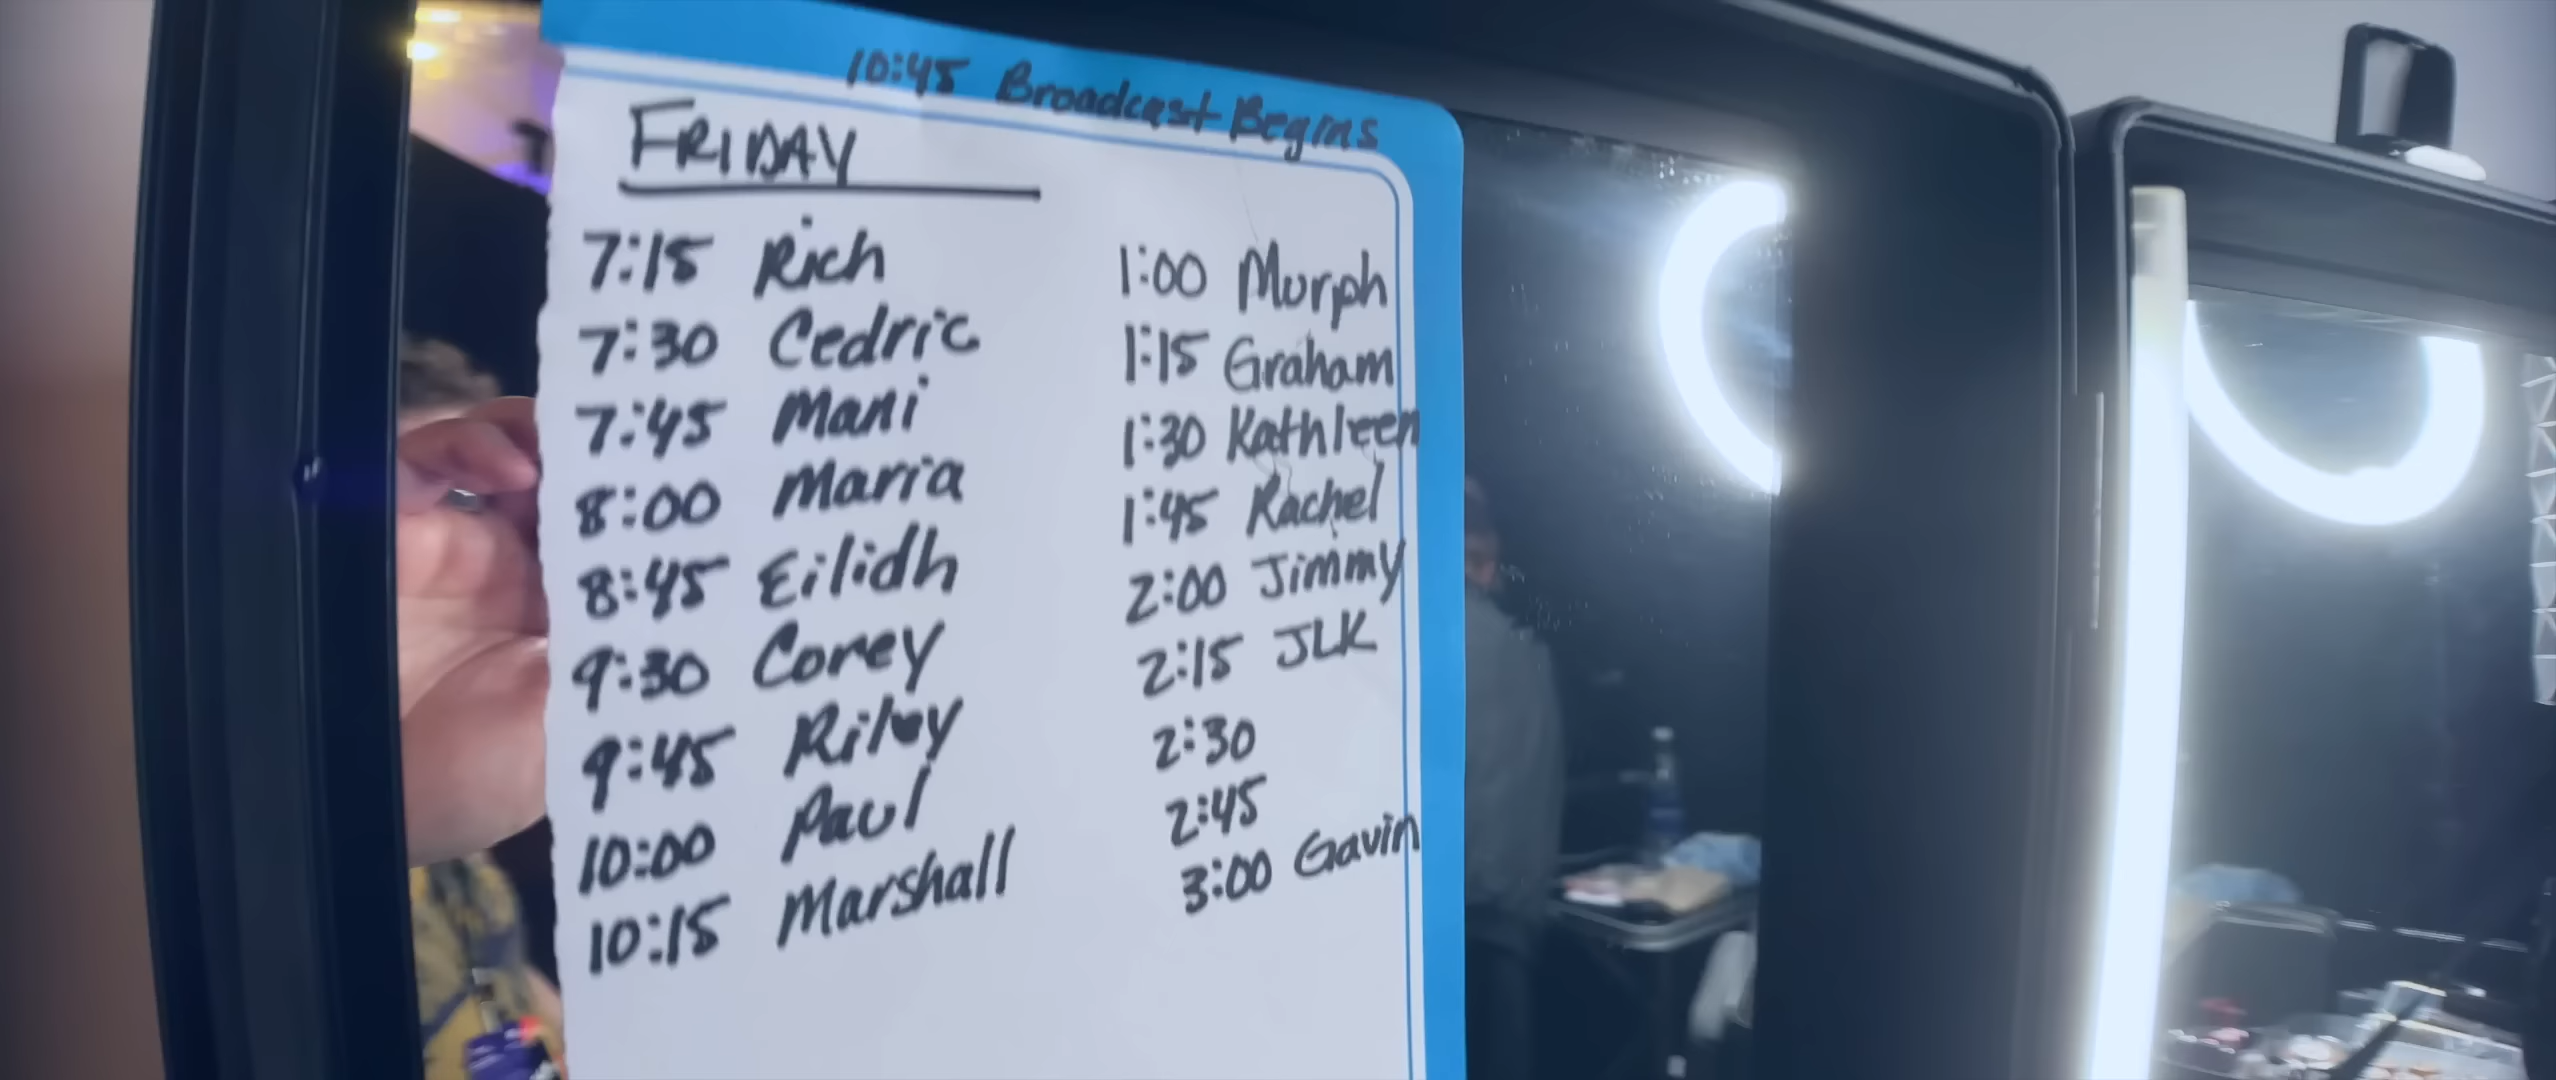 10:45 Broadcast Begins
FRIDAY
7:15 Rich
7:30 Cedric
7:45 Mani
8:00 Maria
8:45 Eilidh
9:30 Corey
9:45 Riley
10:00 Paul
10:15 Marshall
1:00 Murph
1:15 Graham
1:30 Kathleen
1:45 Rachel
2:00 Jimmy
2:15 JLK
2:30
2:45
3:00 Gavin